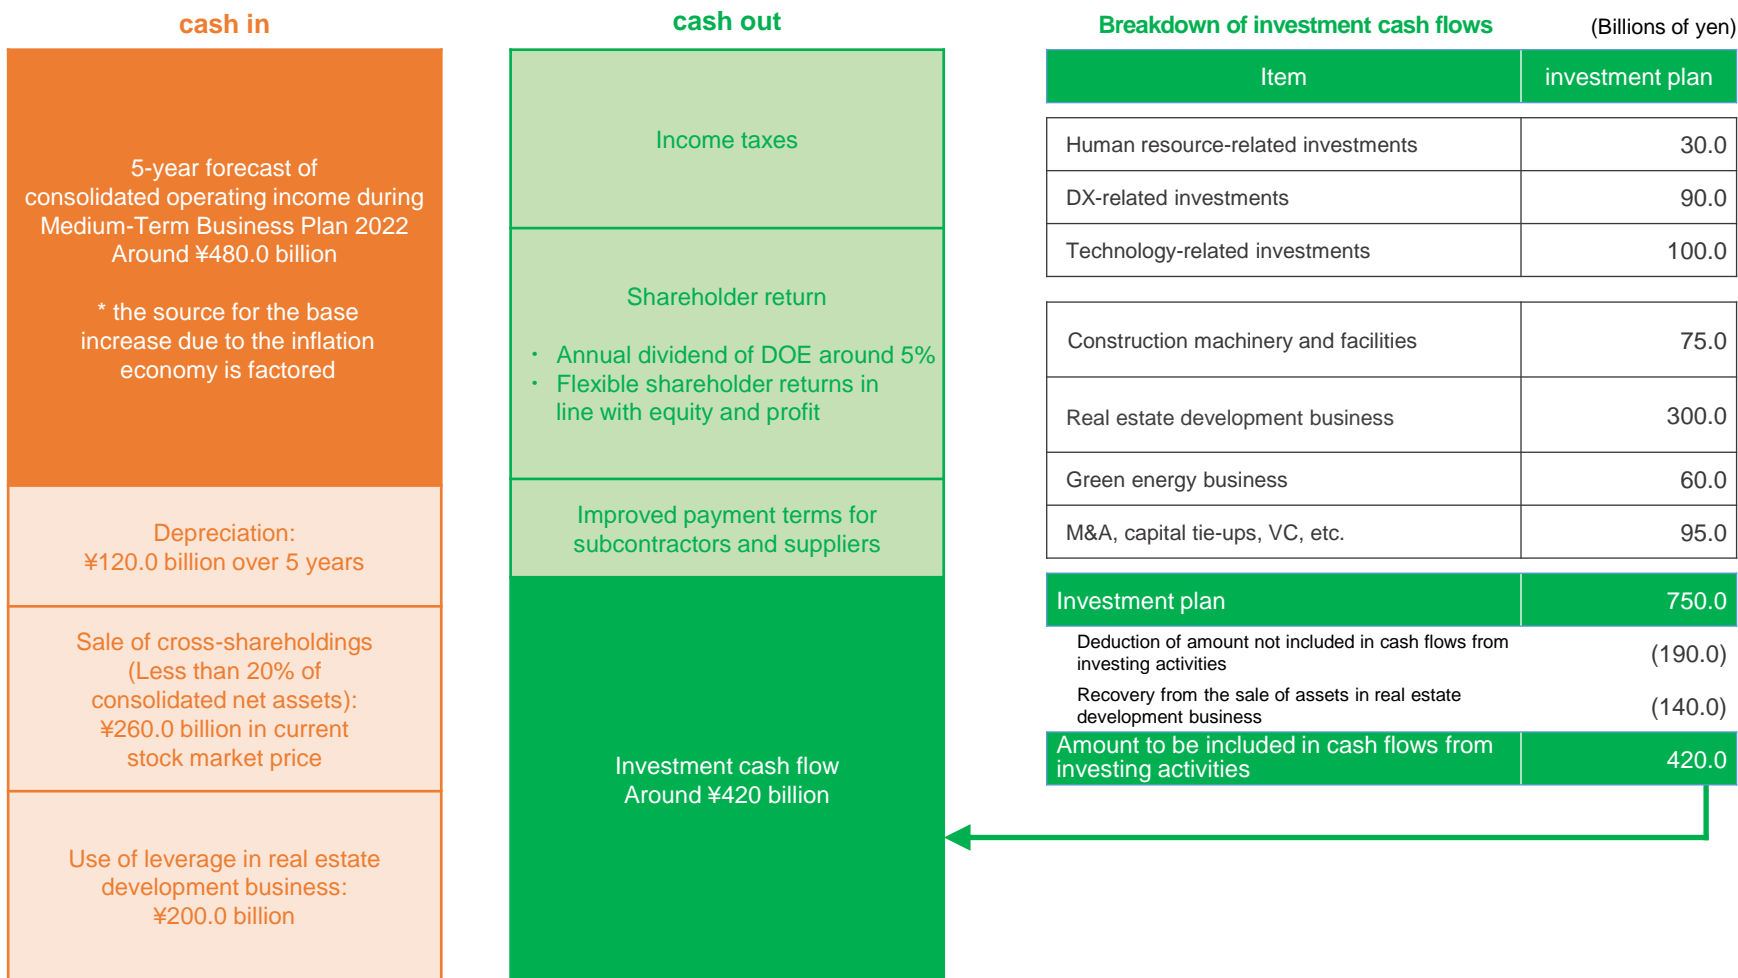 cash in
5-year forecast of
consolidated operating income during
Medium-Term Business Plan 2022
Around ¥480.0 billion
* the source for the base
increase due to the inflation
economy is factored
Depreciation:
¥120.0 billion over 5 years
Sale of cross-shareholdings
(Less than 20% of
consolidated net assets):
¥260.0 billion in current
stock market price
Use of leverage in real estate
development business:
¥200.0 billion
cash out
Income taxes
Shareholder return
・ Annual dividend of DOE around 5%
・ Flexible shareholder returns in
line with equity and profit
Improved payment terms for
subcontractors and suppliers
Investment cash flow
Around ¥420 billion
Breakdown of investment cash flows (Billions of yen)
Item investment plan
Human resource-related investments 30.0
DX-related investments 90.0
Technology-related investments 100.0
Construction machinery and facilities 75.0
Real estate development business 300.0
Green energy business 60.0
M&A, capital tie-ups, VC, etc. 95.0
Investment plan 750.0
Deduction of amount not included in cash flows from
investing activities (190.0)
Recovery from the sale of assets in real estate
development business (140.0)
Amount to be included in cash flows from
investing activities 420.0